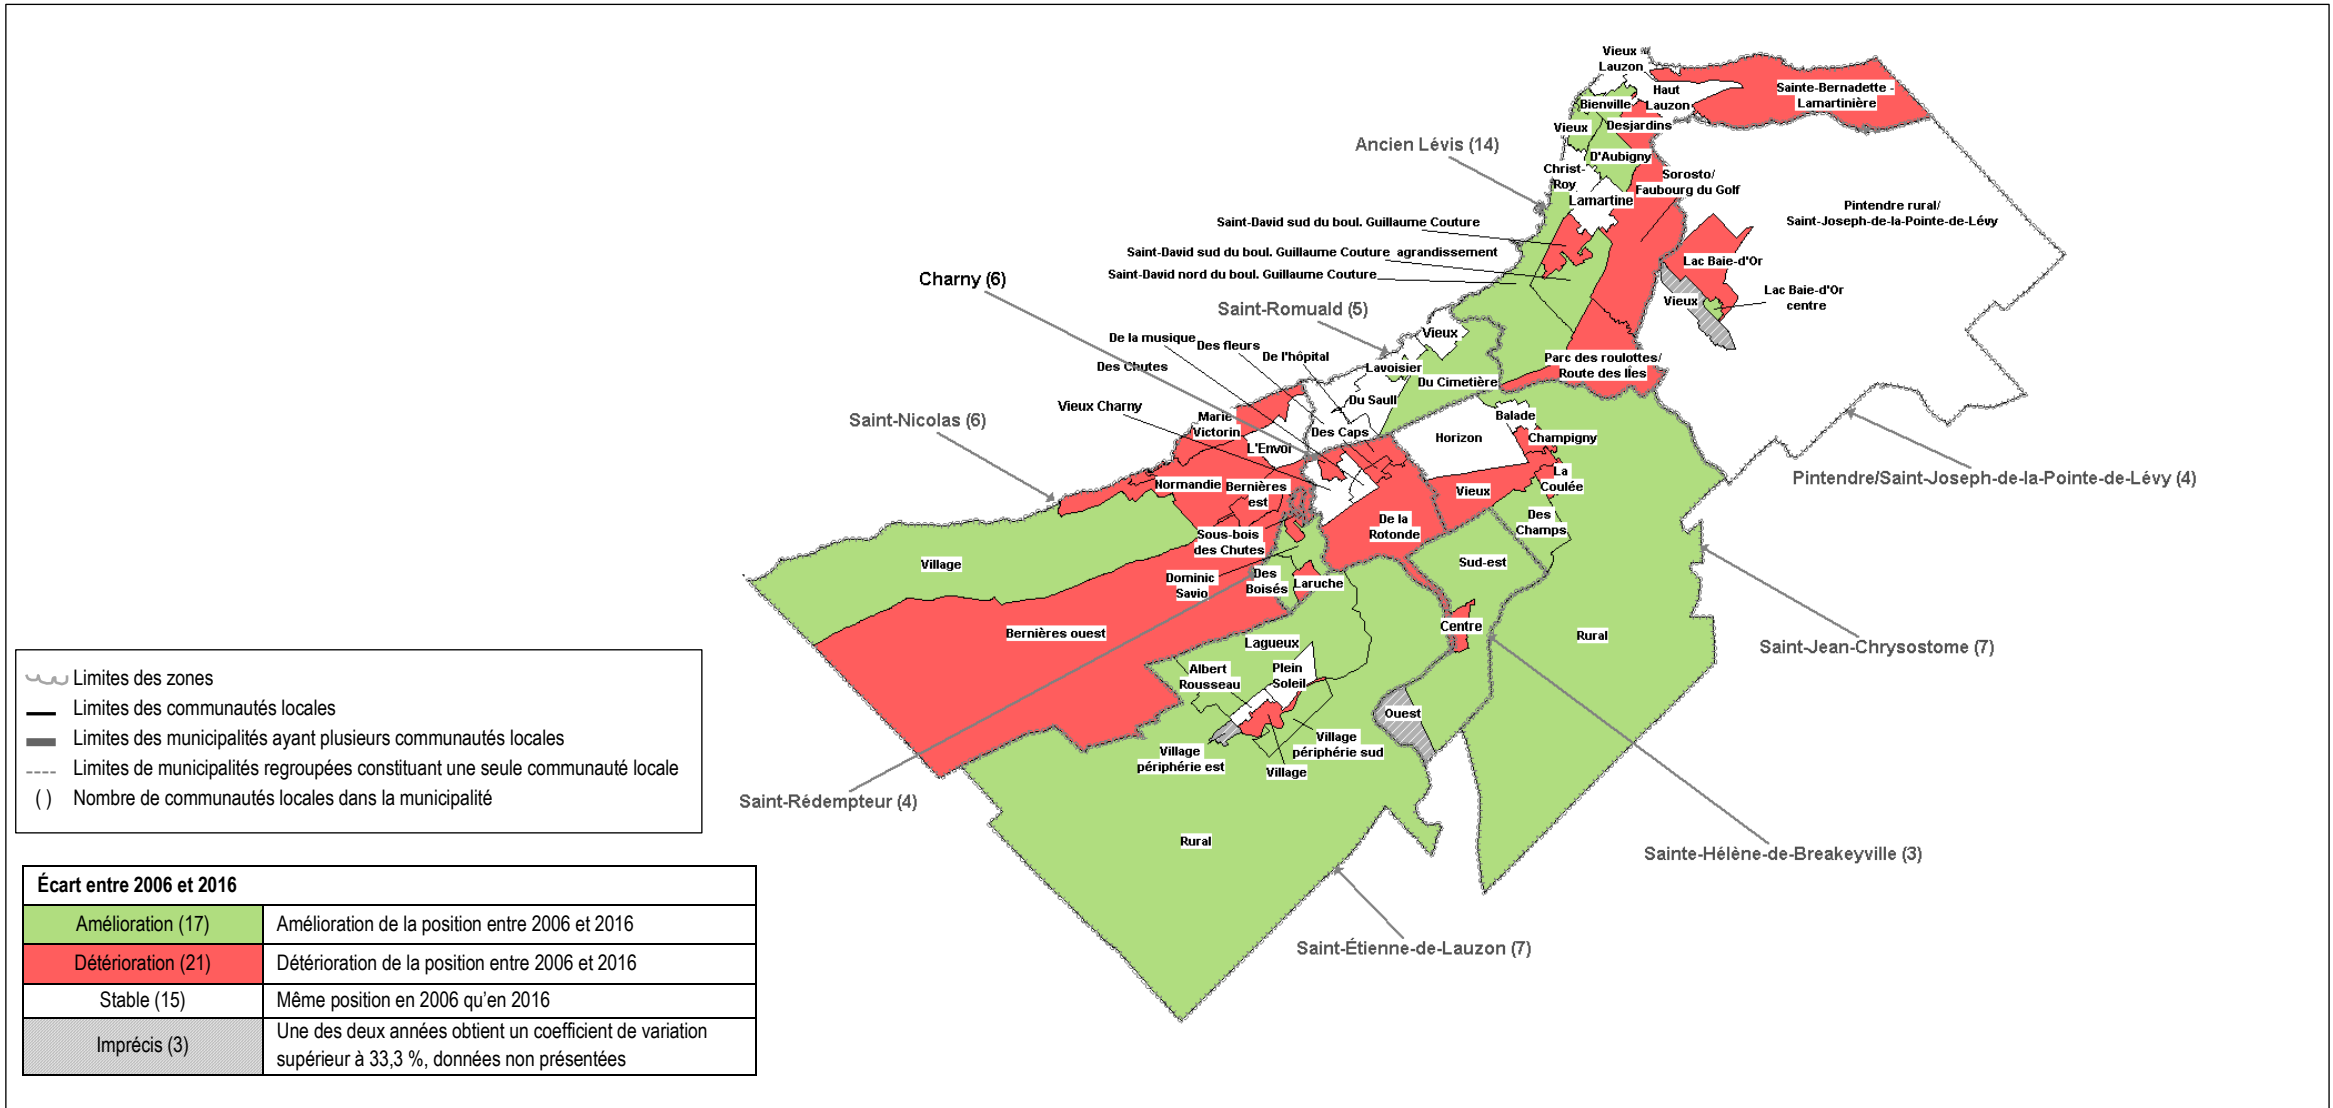 Vieux
Lauzon
Haut
Lauzon
Sainte-Bernadette -
Lamartinière
Bienville
Vieux
Desjardins
Ancien Lévis (14)
D'Aubigny
Christ-
Roy
Sorosto/
Faubourg du Golf
Lamartine
Pintendre rural/
Saint-Joseph-de-la-Pointe-de-Lévy
Saint-David sud du boul. Guillaume Couture
Saint-David sud du boul. Guillaume Couture agrandissement
Saint-David nord du boul. Guillaume Couture
Lac Baie-d'Or
Vieux
Lac Baie-d'Or
centre
Charny (6)
Saint-Romuald (5)
Vieux
De la musique
Des fleurs
De l'hôpital
Des Chutes
Lavoisier
Du Cimetière
Parc des roulottes/
Route des Îles
Du Sault
Vieux Charny
Saint-Nicolas (6)
Marie
Victorin
Des Caps
Horizon
Balade
Champigny
L'Envol
La
Coulée
Pintendre/Saint-Joseph-de-la-Pointe-de-Lévy (4)
Normandie
Bernières
est
Vieux
De la
Rotonde
Des
Champs
Sous-bois
des Chutes
Village
Sud-est
Dominic
Savio
Des
Boisés
Laruche
Bernières ouest
Centre
Rural
Saint-Jean-Chrysostome (7)
Lagueux
Albert
Rousseau
Plein
Soleil
Ouest
Village
périphérie sud
Village
périphérie est
Village
Saint-Rédempteur (4)
Rural
Sainte-Hélène-de-Breakeyville (3)
Saint-Étienne-de-Lauzon (7)
Limites des zones
Limites des communautés locales
Limites des municipalités ayant plusieurs communautés locales
Limites de municipalités regroupées constituant une seule communauté locale
( ) Nombre de communautés locales dans la municipalité
Écart entre 2006 et 2016
Amélioration (17) Amélioration de la position entre 2006 et 2016
Détérioration (21) Détérioration de la position entre 2006 et 2016
Stable (15) Même position en 2006 qu'en 2016
Imprécis (3) Une des deux années obtient un coefficient de variation
supérieur à 33,3 %, données non présentées